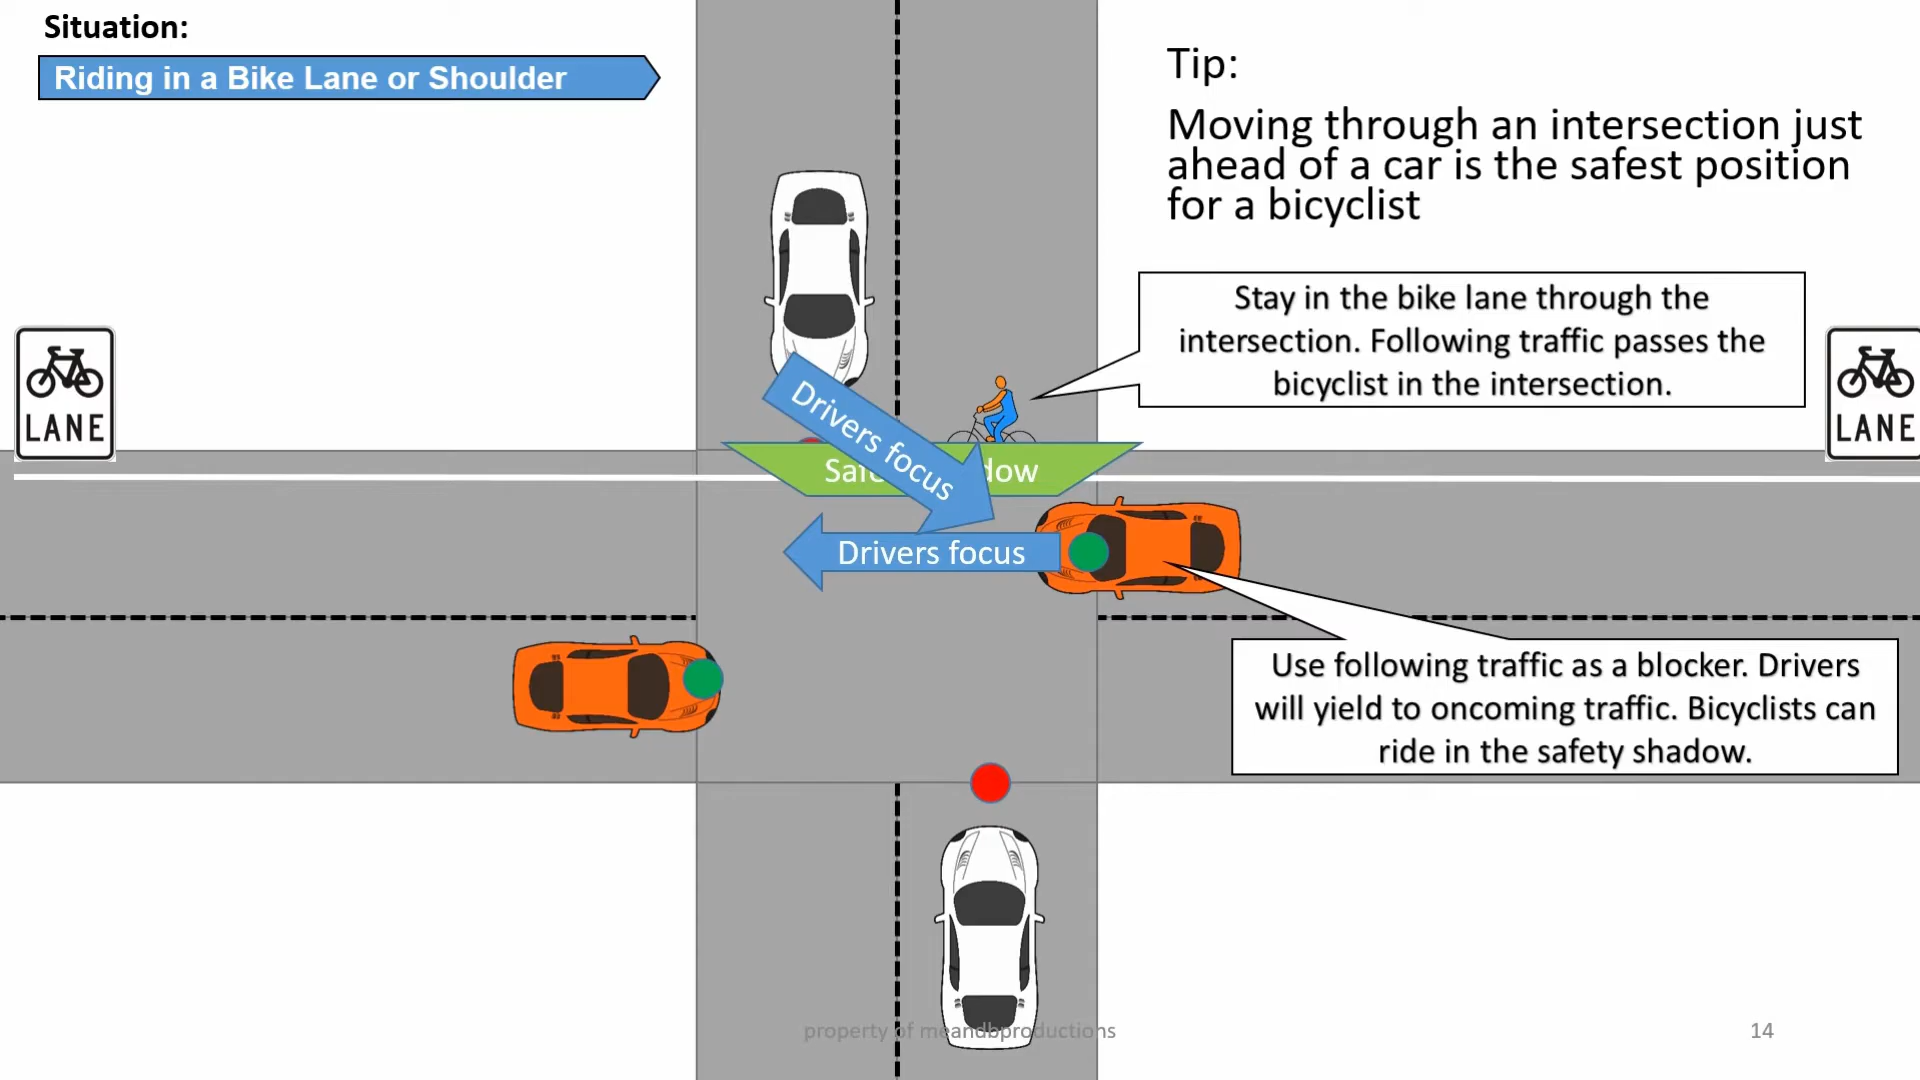 Situation:
Riding in a Bike Lane or Shoulder
Tip:
Moving through an intersection just
ahead of a car is the safest position
for a bicyclist
Stay in the bike lane through the
intersection. Following traffic passes the
bicyclist in the intersection.
LANE
LANE
Drivers focus
Drivers focus
Use following traffic as a blocker. Drivers
will yield to oncoming traffic. Bicyclists can
ride in the safety shadow.
property of meandbproductions
14